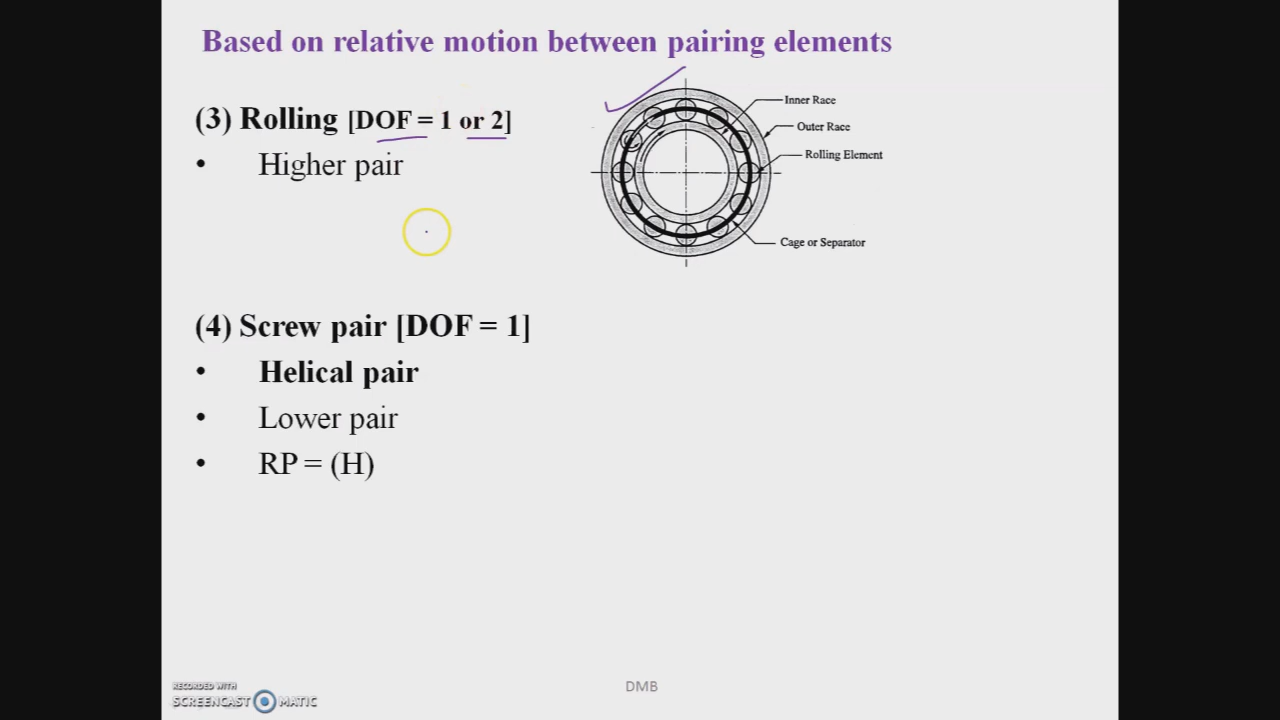 Based on relative motion between pairing elements
(3) Rolling [DOF = 1 or 2]
• Higher pair
Inner Race
Outer Race
Rolling Element
Cage or Separator
(4) Screw pair [DOF = 1]
• Helical pair
• Lower pair
• RP = (H)
RECORDED WITH
SCREENCAST MATIC
DMB